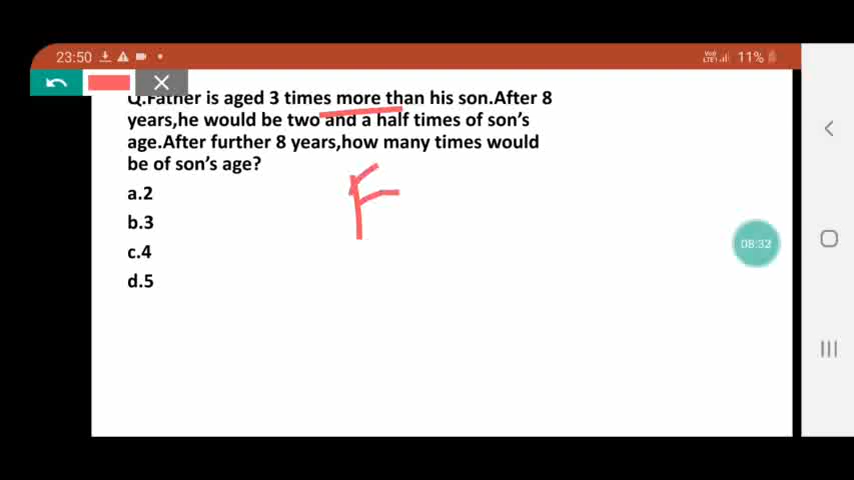 23:50
11%
Q.Father is aged 3 times more than his son.After 8
years,he would be two and a half times of son's
age.After further 8 years,how many times would
be of son's age?
F
a.2
b.3
c.4
d.5
08:32